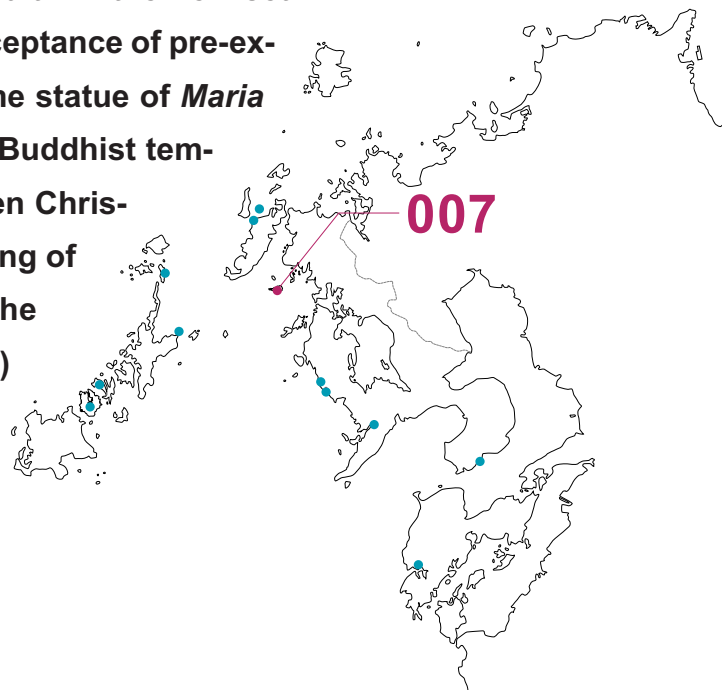 ceptance of pre-ex-
he statue of Maria
Buddhist tem-
en Chris-
ng of
he
)
007